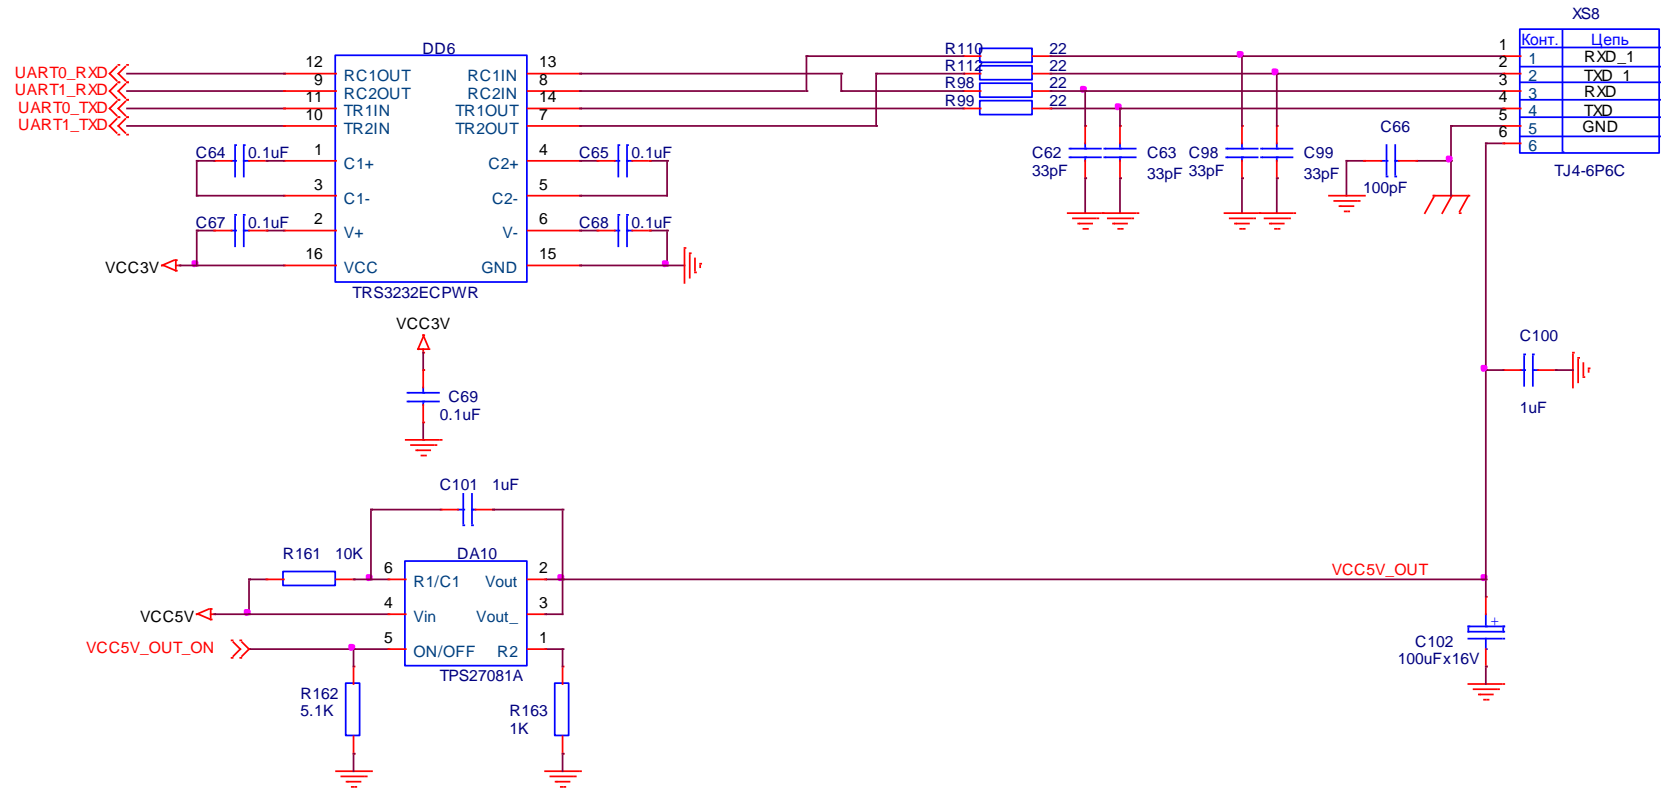 XS8
Конт. Цепь
1 1 RXD_1
2 2 TXD_1
3 3 RXD
4 4 TXD
5 5 GND
6 6
TJ4-6P6C
DD6
UART0_RXD 12 RC1OUT RC1IN 13
UART1_RXD 9 RC2OUT RC2IN 8
UART0_TXD 11 TR1IN TR1OUT 14
UART1_TXD 10 TR2IN TR2OUT 7
C64 0.1uF 1 C1+ C2+ 4 C65 0.1uF
3 C1- C2- 5
C67 0.1uF 2 V+ V- 6 C68 0.1uF
VCC3V 16 VCC GND 15
TRS3232ECPWR
R110 22
R112 22
R98 22
R99 22
C62 33pF
C63 33pF
C98 33pF
C99 33pF
C66
100pF
VCC3V
C69
0.1uF
C100
1uF
C101 1uF
R161 10K
DA10
6 R1/C1 Vout 2
VCC5V 4 Vin Vout_ 3
VCC5V_OUT_ON 5 ON/OFF R2 1
TPS27081A
R162
5.1K
R163
1K
VCC5V_OUT
+
C102
100uFx16V